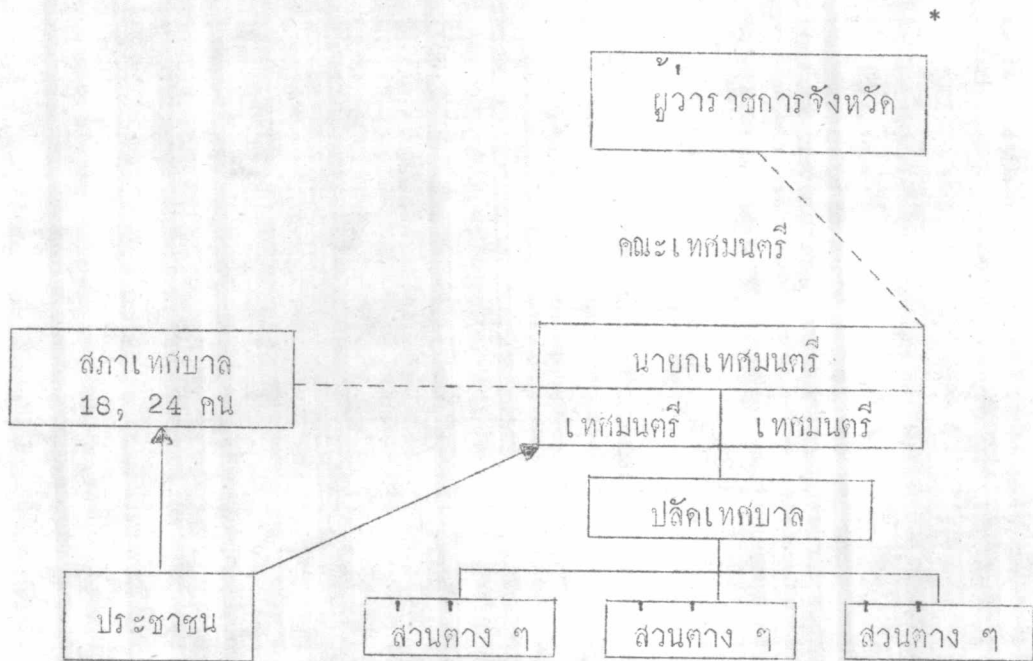 *
ผู้ว่าราชการจังหวัด
คณะเทศมนตรี
สภาเทศบาล
18, 24 คน
นายกเทศมนตรี
เทศมนตรี
เทศมนตรี
ปลัดเทศบาล
ประชาชน
ส่วนต่าง ๆ
ส่วนต่าง ๆ
ส่วนต่าง ๆ